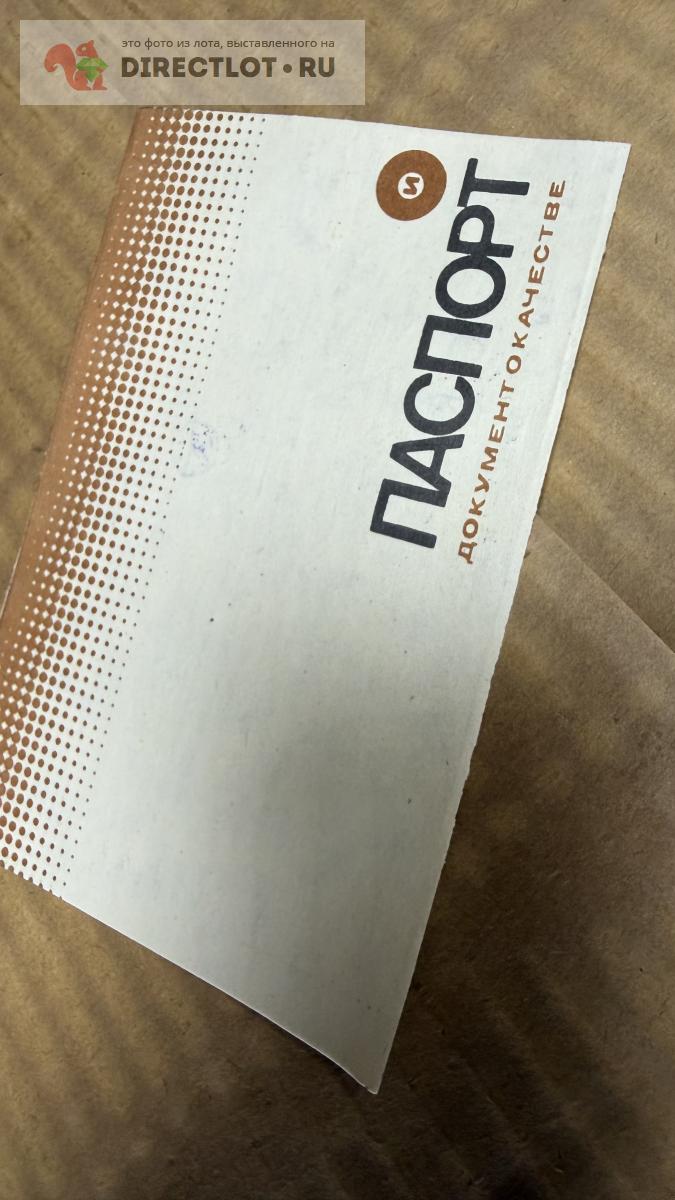 это фото из лота, выставленного на
DIRECTLOT•RU
ПАСПОРТ
И
ДОКУМЕНТ О КАЧЕСТВЕ